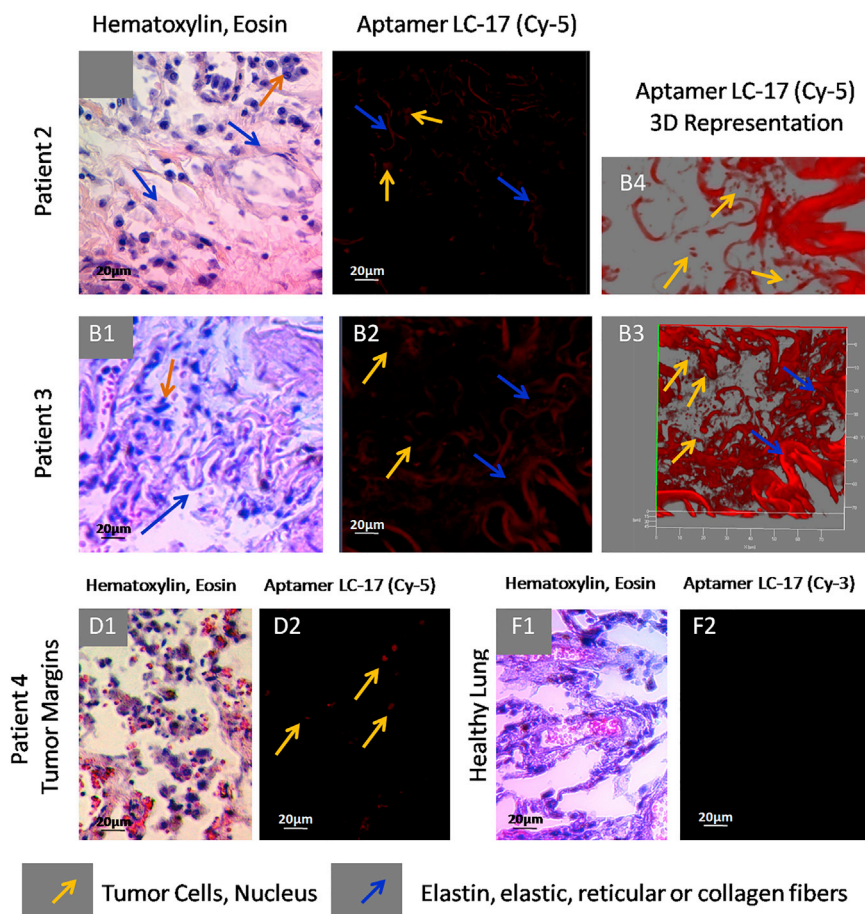 Hematoxylin, Eosin
Aptamer LC-17 (Cy-5)
Aptamer LC-17 (Cy-5)
3D Representation
Patient 2
20µm
20µm
B4
Patient 3
B1
20µm
B2
20µm
B3
Hematoxylin, Eosin
Aptamer LC-17 (Cy-5)
Hematoxylin, Eosin
Aptamer LC-17 (Cy-3)
Patient 4
Tumor Margins
D1
20µm
D2
20µm
Healthy Lung
F1
20µm
F2
20µm
Tumor Cells, Nucleus
Elastin, elastic, reticular or collagen fibers